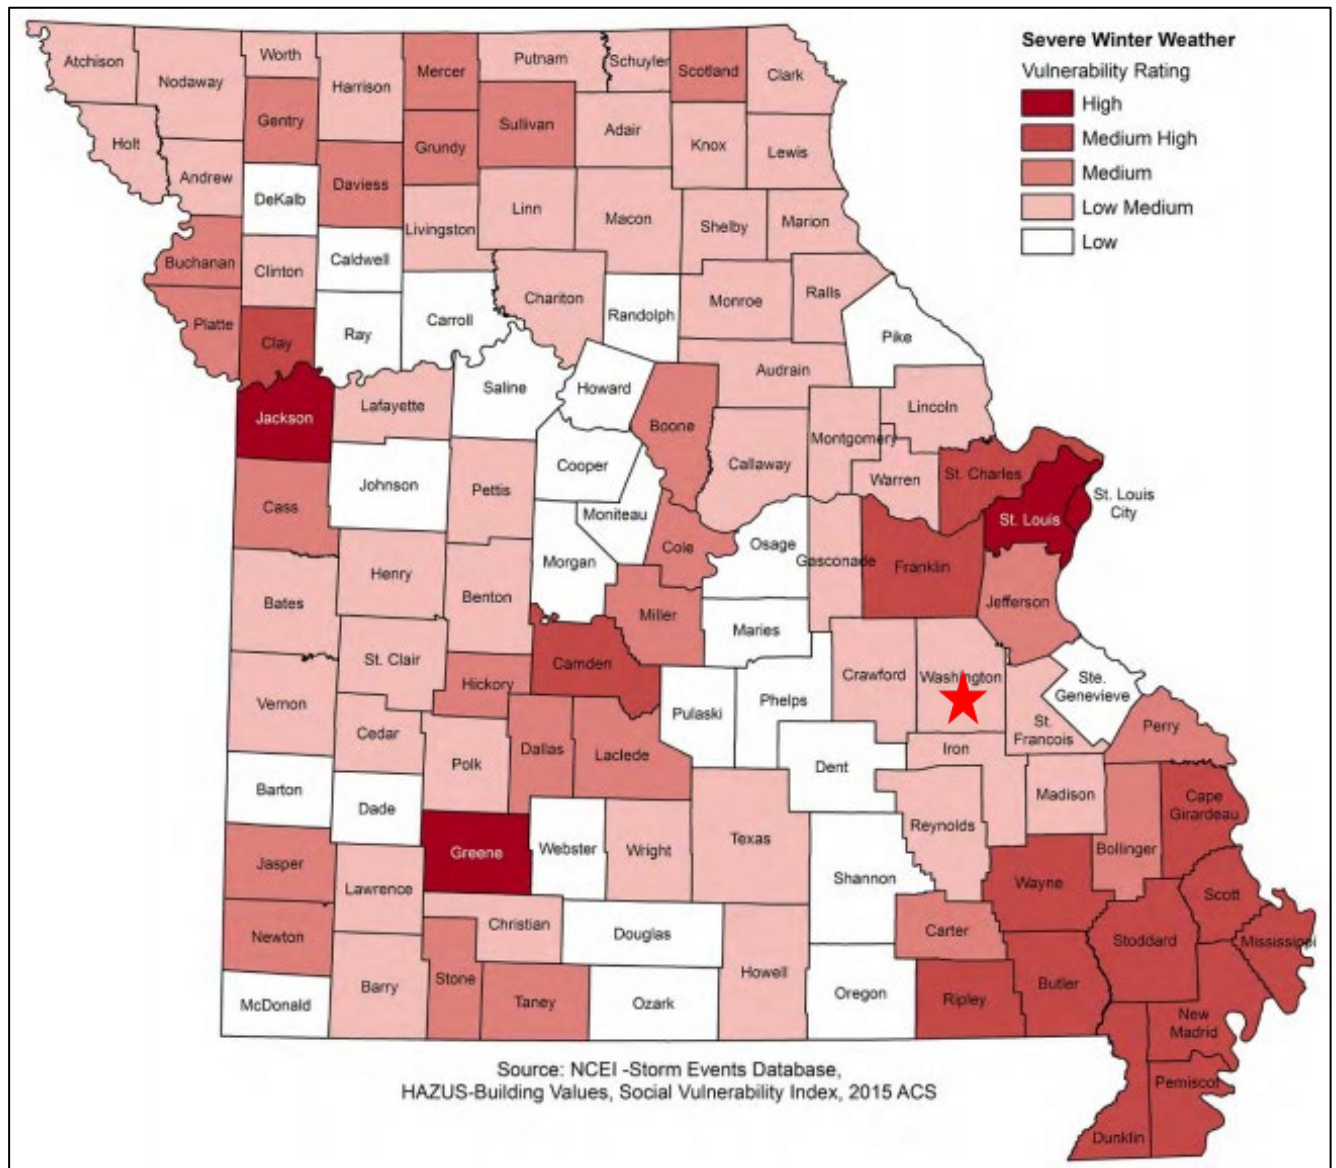 Severe Winter Weather
Vulnerability Rating
High
Medium High
Medium
Low Medium
Low
Atchison
Nodaway
Worth
Harrison
Mercer
Putnam
Schuyler
Scotland
Clark
Holt
Andrew
Gentry
DeKalb
Daviess
Grundy
Sullivan
Adair
Knox
Lewis
Buchanan
Clinton
Caldwell
Livingston
Linn
Macon
Shelby
Marion
Platte
Clay
Ray
Carroll
Chariton
Randolph
Monroe
Ralls
Pike
Jackson
Lafayette
Saline
Howard
Boone
Audrain
Callaway
Montgomery
Lincoln
Warren
St. Charles
St. Louis
St. Louis
City
Cass
Johnson
Pettis
Cooper
Moniteau
Morgan
Cole
Osage
Gasconade
Franklin
Jefferson
Bates
Henry
Benton
Miller
Maries
Vernon
St. Clair
Hickory
Camden
Pulaski
Phelps
Crawford
Washington
St.
Francois
Ste.
Genevieve
Perry
Cedar
Polk
Dallas
Laclede
Dent
Iron
Madison
Barton
Dade
Greene
Webster
Wright
Texas
Reynolds
Bollinger
Cape
Girardeau
Jasper
Lawrence
Christian
Douglas
Shannon
Wayne
Scott
Newton
Barry
Stone
Taney
Ozark
Howell
Oregon
Carter
Ripley
Butler
Stoddard
Mississippi
McDonald
New
Madrid
Pemiscot
Dunklin
Source: NCEI -Storm Events Database,
HAZUS-Building Values, Social Vulnerability Index, 2015 ACS